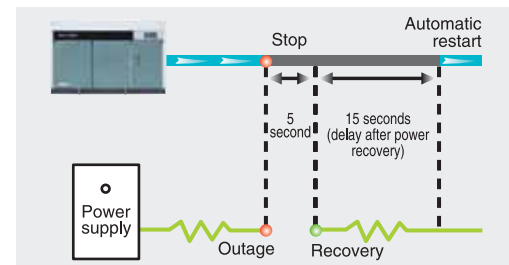 Automatic
restart
Stop
5
second
15 seconds
(delay after power
recovery)
Power
supply
Outage
Recovery